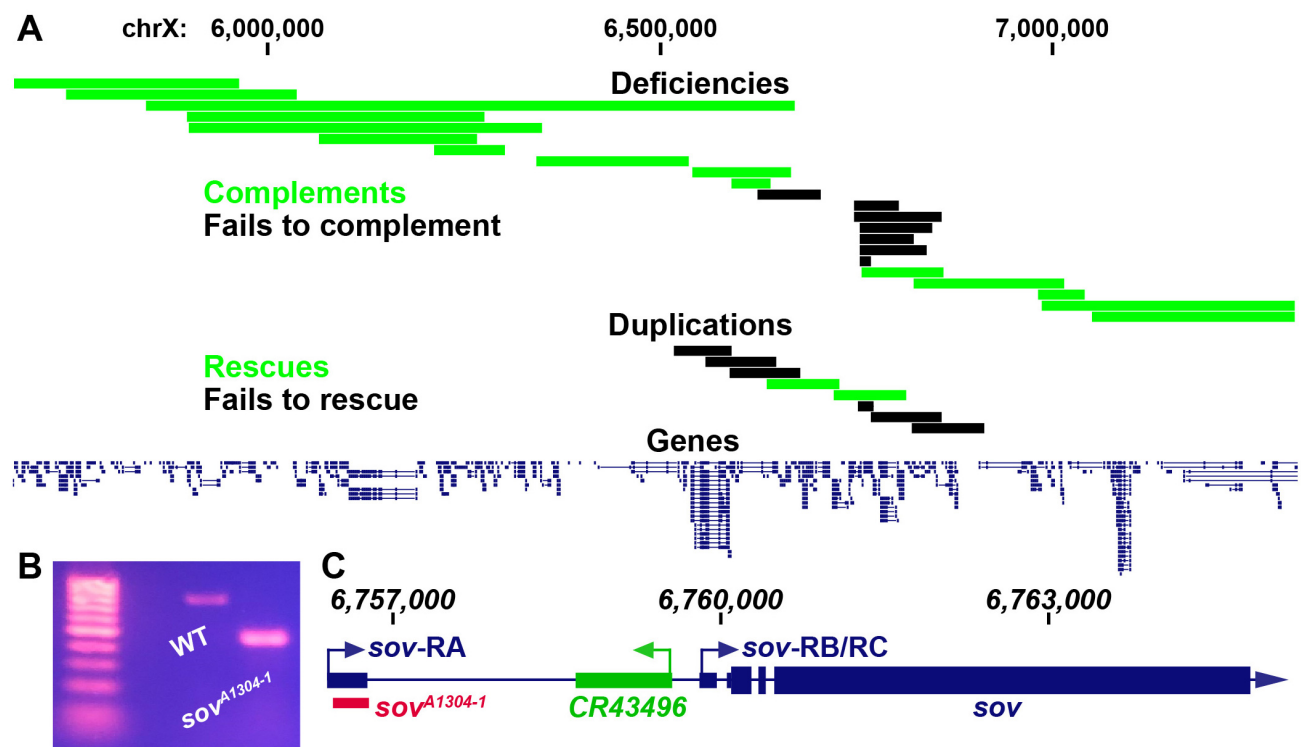 A chrX: 6,000,000 6,500,000 7,000,000
Deficiencies
Complements
Fails to complement
Duplications
Rescues
Fails to rescue
Genes
B
WT
sovA1304-1
C
6,757,000 6,760,000 6,763,000
sov-RA sov-RB/RC
sovA1304-1 CR43496 sov